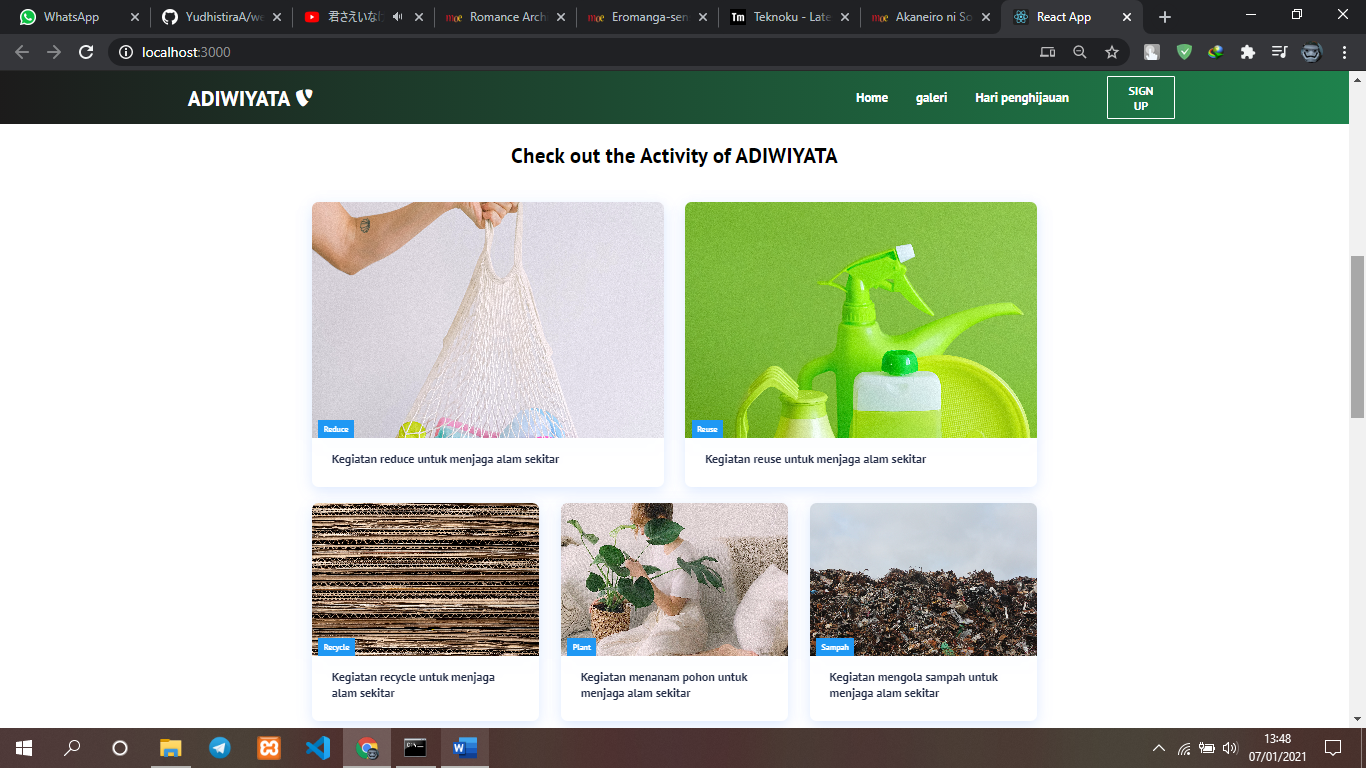 WhatsApp
YudhistiraA/we
君さえいなけ
Romance Arch
Eromanga-sen
Teknoku - Late
Akaneiro ni So
React App
localhost:3000
ADIWIYATA
Home
galeri
Hari penghijauan
SIGN
UP
Check out the Activity of ADIWIYATA
Reduce
Kegiatan reduce untuk menjaga alam sekitar
Reuse
Kegiatan reuse untuk menjaga alam sekitar
Recycle
Kegiatan recycle untuk menjaga
alam sekitar
Plant
Kegiatan menanam pohon untuk
menjaga alam sekitar
Sampah
Kegiatan mengola sampah untuk
menjaga alam sekitar
13:48
07/01/2021